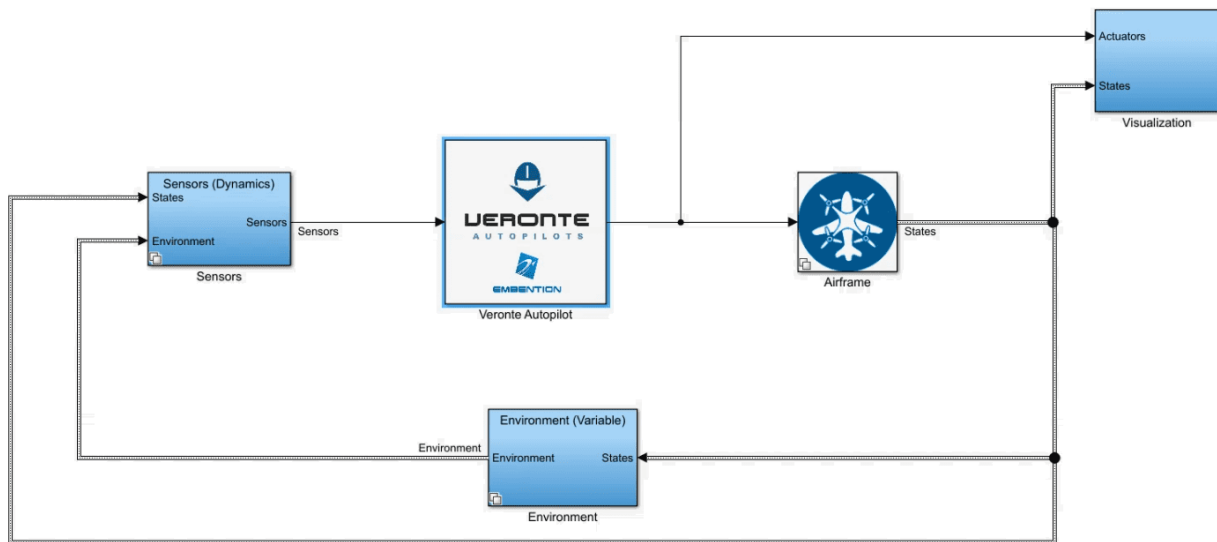 Actuators
States
Visualization
Sensors (Dynamics)
States
Sensors
Environment
Sensors
Sensors
VERONTE
AUTOPILOTS
EMBENTION
Veronte Autopilot
States
Airframe
Environment
Environment (Variable)
Environment
States
Environment